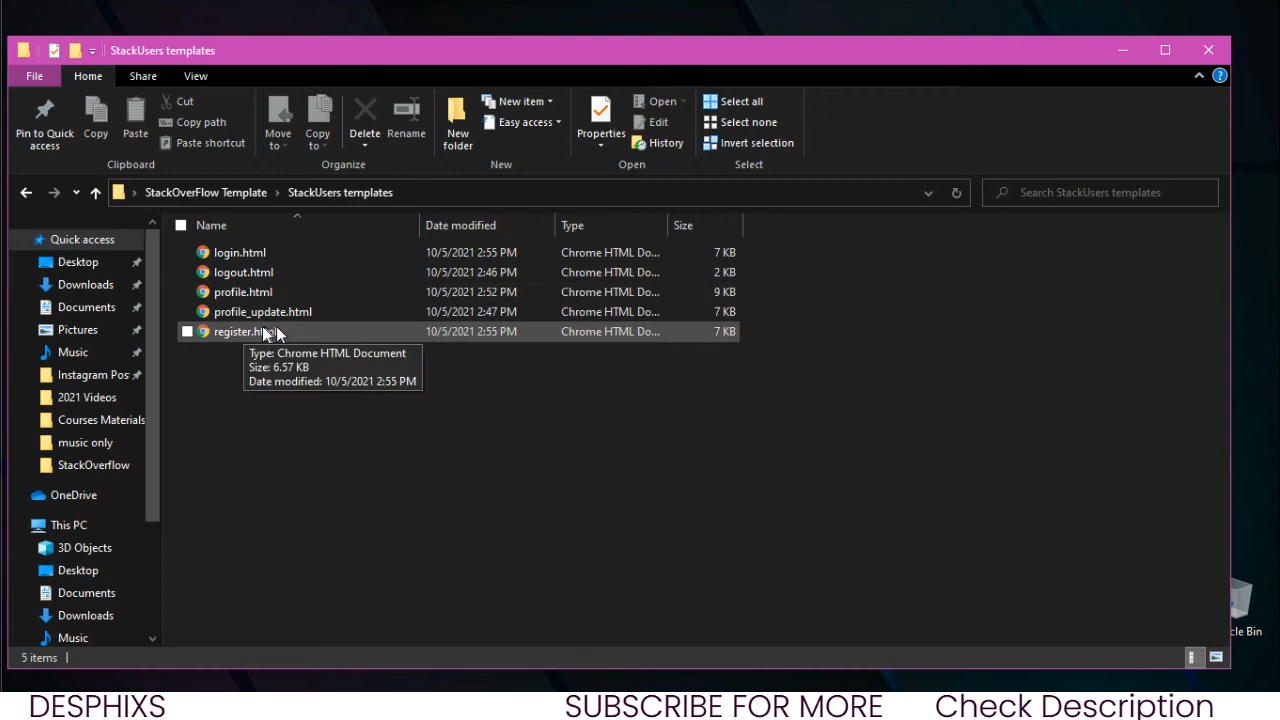 StackUsers templates
File Home Share View
Pin to Quick access
Copy
Paste
Cut
Copy path
Paste shortcut
Clipboard
Move to
Copy to
Delete
Rename
Organize
New folder
New item
Easy access
New
Properties
Open
Edit
History
Open
Select all
Select none
Invert selection
Select
StackOverFlow Template > StackUsers templates
Search StackUsers templates
Name Date modified Type Size
login.html 10/5/2021 2:55 PM Chrome HTML Do... 7 KB
logout.html 10/5/2021 2:46 PM Chrome HTML Do... 2 KB
profile.html 10/5/2021 2:52 PM Chrome HTML Do... 9 KB
profile_update.html 10/5/2021 2:47 PM Chrome HTML Do... 7 KB
register.html 10/5/2021 2:55 PM Chrome HTML Do... 7 KB
Type: Chrome HTML Document
Size: 6.57 KB
Date modified: 10/5/2021 2:55 PM
Quick access
Desktop
Downloads
Documents
Pictures
Music
Instagram Pos
2021 Videos
Courses Materials
music only
StackOverflow
OneDrive
This PC
3D Objects
Desktop
Documents
Downloads
Music
5 items
cle Bin
DESPHIXS SUBSCRIBE FOR MORE Check Description